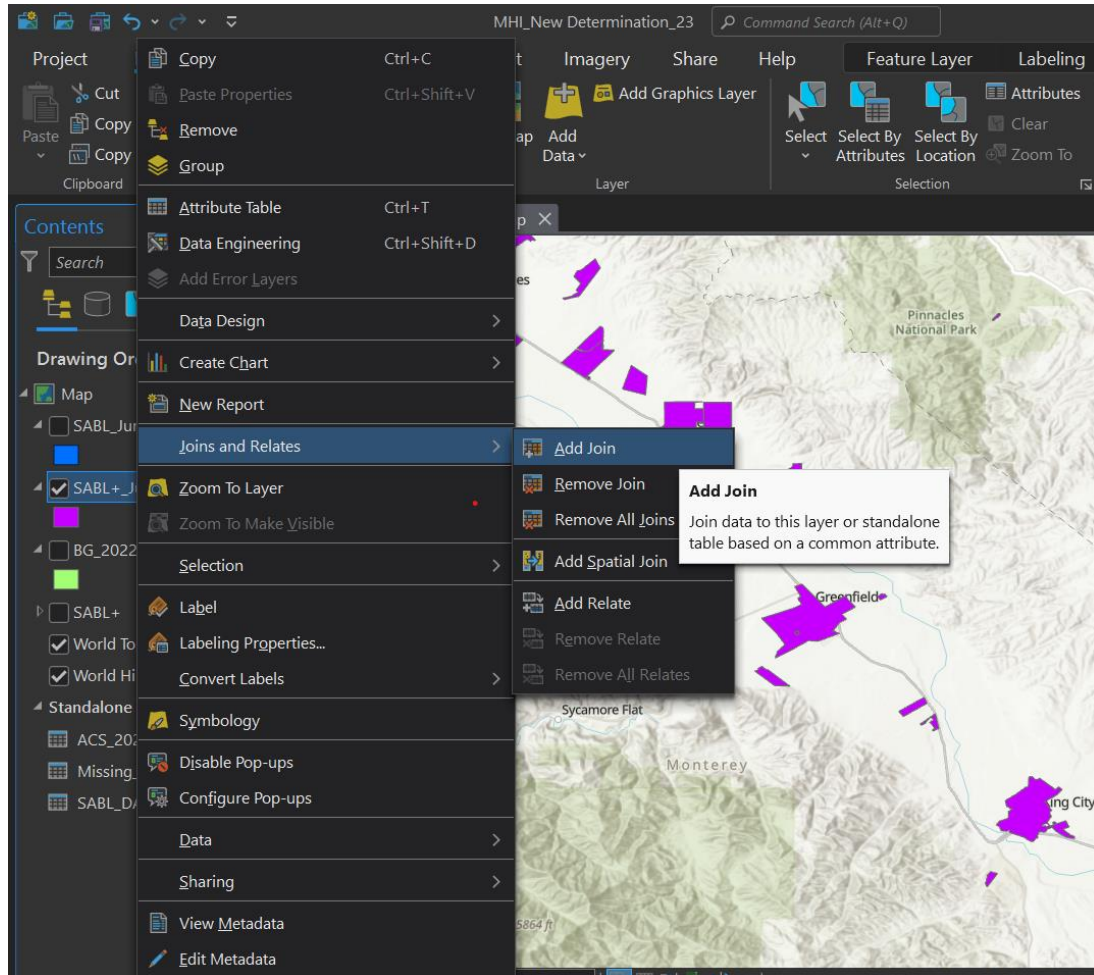 MHI_New Determination_23
Command Search (Alt+Q)
Project
Imagery
Share
Help
Feature Layer
Labeling
Cut
Copy
Copy
Paste
Clipboard
Add Graphics Layer
Add
Data
Layer
Select
Select By
Attributes
Select By
Location
Attributes
Clear
Zoom To
Selection
Contents
Search
Drawing Or
Map
SABL_Jur
SABL+_J
BG_2022
SABL+
World To
World Hi
Standalone
ACS_202
Missing_
SABL_DA
Copy Ctrl+C
Paste Properties Ctrl+Shift+V
Remove
Group
Attribute Table Ctrl+T
Data Engineering Ctrl+Shift+D
Add Error Layers
Data Design
Create Chart
New Report
Joins and Relates
Zoom To Layer
Zoom To Make Visible
Selection
Label
Labeling Properties...
Convert Labels
Symbology
Disable Pop-ups
Configure Pop-ups
Data
Sharing
View Metadata
Edit Metadata
Add Join
Remove Join
Remove All Joins
Add Spatial Join
Add Relate
Remove Relate
Remove All Relates
Add Join
Join data to this layer or standalone
table based on a common attribute.
Pinnacles
National Park
Greenfield
Sycamore Flat
Monterey
ing City
5864 ft